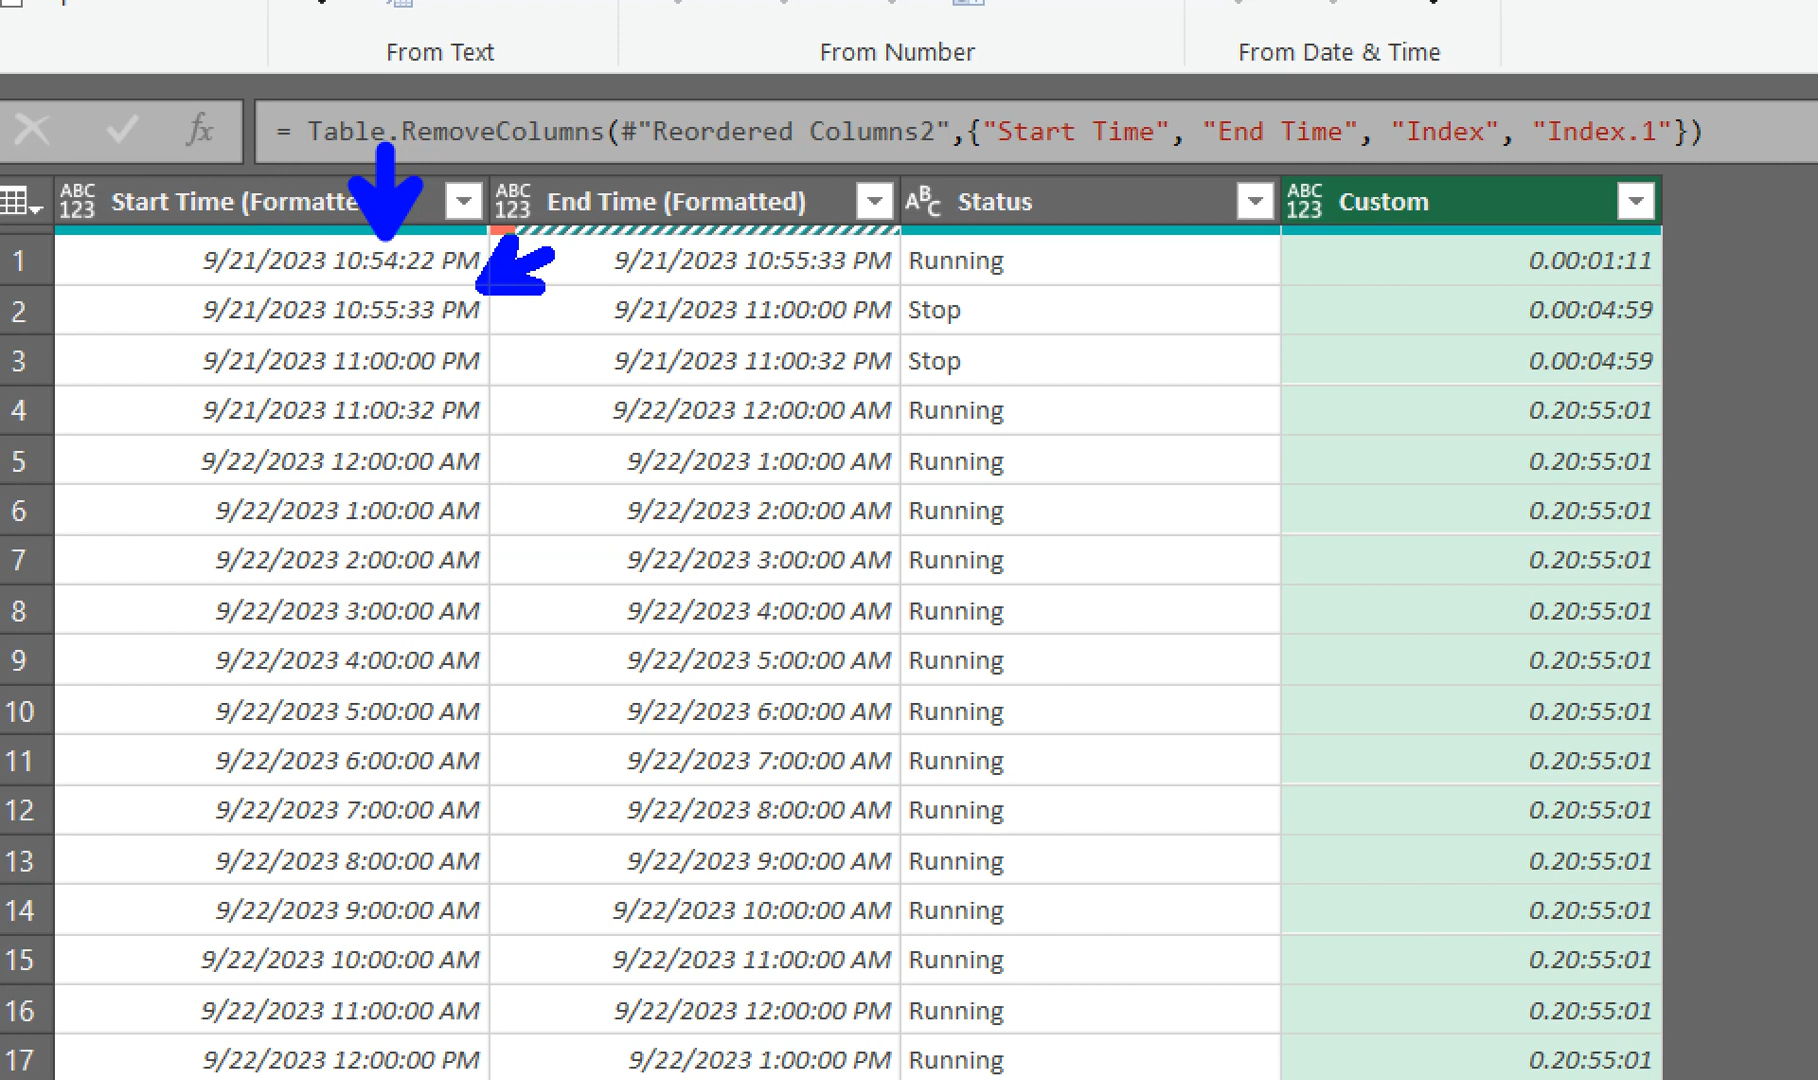 From Text From Number From Date & Time
fx = Table.RemoveColumns(#"Reordered Columns2",{"Start Time", "End Time", "Index", "Index.1"})
ABC 123 Start Time (Formatte ABC 123 End Time (Formatted) ABC Status ABC 123 Custom
1 9/21/2023 10:54:22 PM 9/21/2023 10:55:33 PM Running 0.00:01:11
2 9/21/2023 10:55:33 PM 9/21/2023 11:00:00 PM Stop 0.00:04:59
3 9/21/2023 11:00:00 PM 9/21/2023 11:00:32 PM Stop 0.00:04:59
4 9/21/2023 11:00:32 PM 9/22/2023 12:00:00 AM Running 0.20:55:01
5 9/22/2023 12:00:00 AM 9/22/2023 1:00:00 AM Running 0.20:55:01
6 9/22/2023 1:00:00 AM 9/22/2023 2:00:00 AM Running 0.20:55:01
7 9/22/2023 2:00:00 AM 9/22/2023 3:00:00 AM Running 0.20:55:01
8 9/22/2023 3:00:00 AM 9/22/2023 4:00:00 AM Running 0.20:55:01
9 9/22/2023 4:00:00 AM 9/22/2023 5:00:00 AM Running 0.20:55:01
10 9/22/2023 5:00:00 AM 9/22/2023 6:00:00 AM Running 0.20:55:01
11 9/22/2023 6:00:00 AM 9/22/2023 7:00:00 AM Running 0.20:55:01
12 9/22/2023 7:00:00 AM 9/22/2023 8:00:00 AM Running 0.20:55:01
13 9/22/2023 8:00:00 AM 9/22/2023 9:00:00 AM Running 0.20:55:01
14 9/22/2023 9:00:00 AM 9/22/2023 10:00:00 AM Running 0.20:55:01
15 9/22/2023 10:00:00 AM 9/22/2023 11:00:00 AM Running 0.20:55:01
16 9/22/2023 11:00:00 AM 9/22/2023 12:00:00 PM Running 0.20:55:01
17 9/22/2023 12:00:00 PM 9/22/2023 1:00:00 PM Running 0.20:55:01